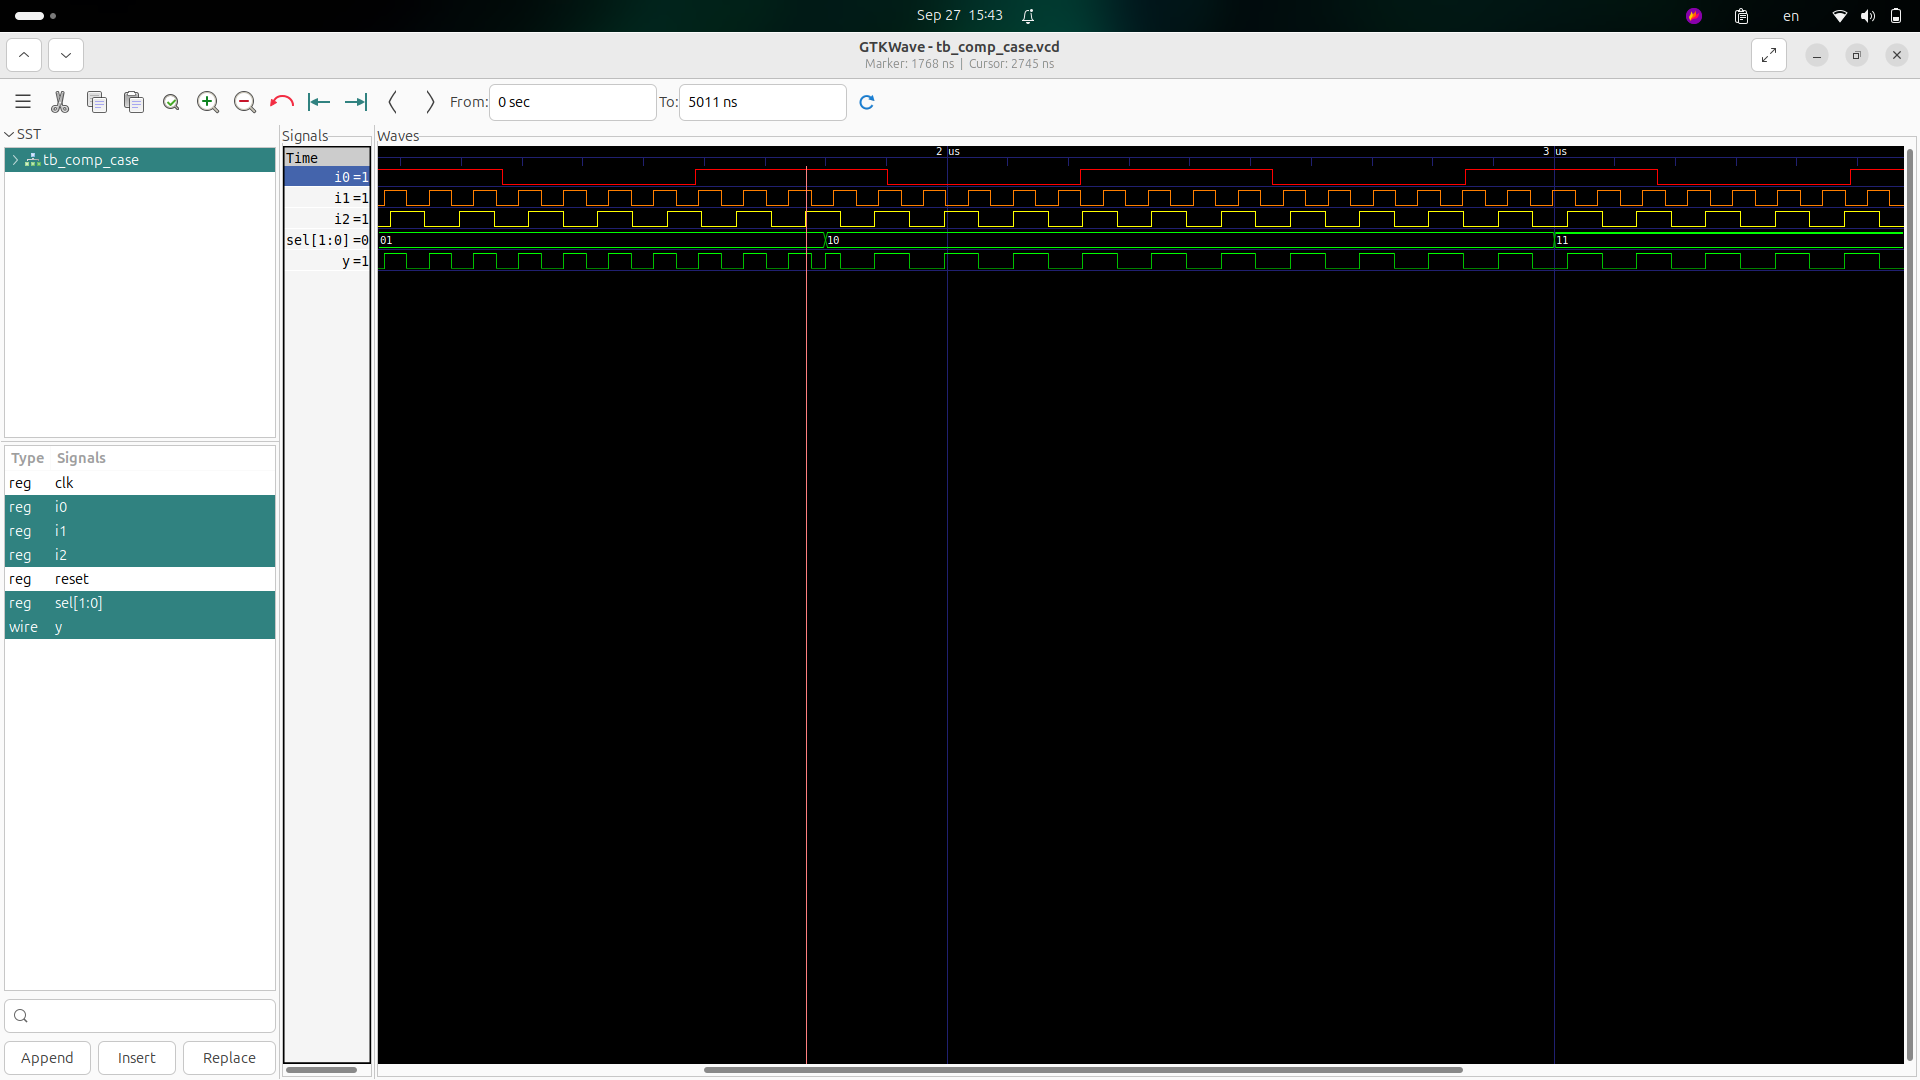 Sep 27 15:43
en
GTKWave - tb_comp_case.vcd
Marker: 1768 ns | Cursor: 2745 ns
From: 0 sec To: 5011 ns
SST
tb_comp_case
Type Signals
reg clk
reg i0
reg i1
reg i2
reg reset
reg sel[1:0]
wire y
Append Insert Replace
Signals
Time
i0 =1
i1 =1
i2 =1
sel[1:0] =0
y =1
Waves
2 us 3 us
01 10 11